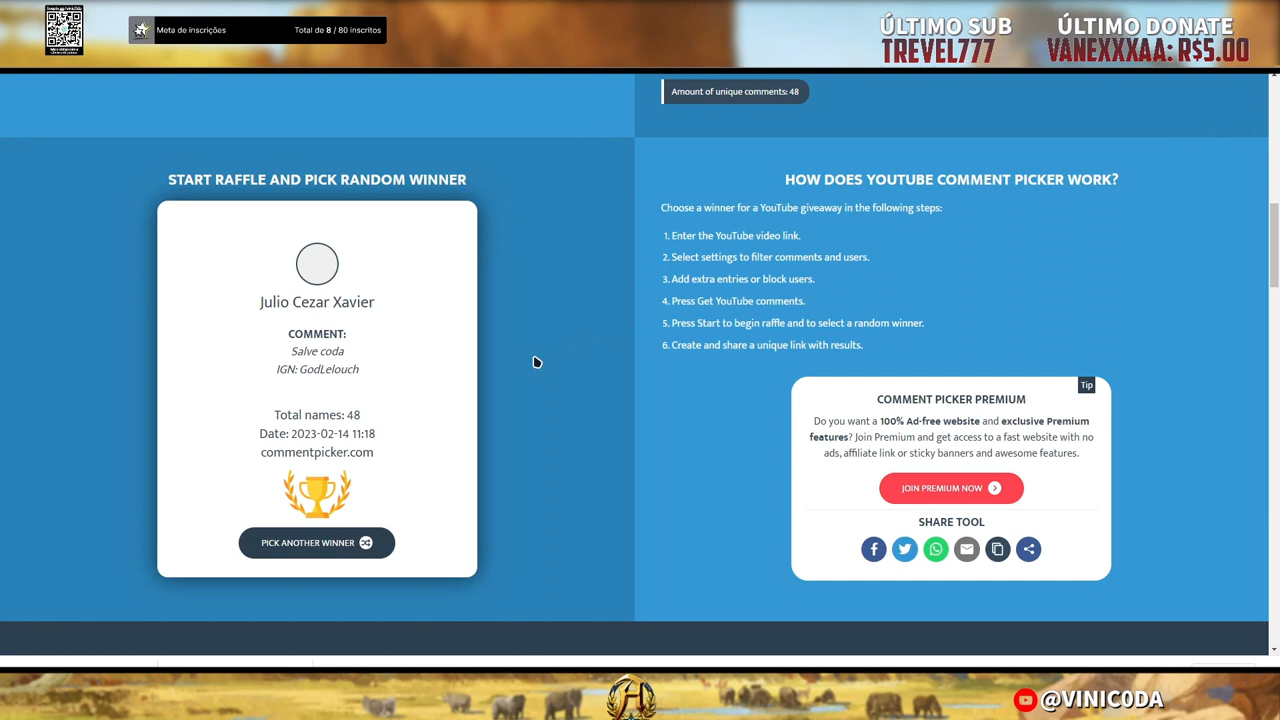 Meta de inscrições
Total de 8 / 80 inscritos
ÚLTIMO SUB
TREVEL777
ÚLTIMO DONATE
VANEXXXAA: R$5.00
Amount of unique comments: 48
START RAFFLE AND PICK RANDOM WINNER
Julio Cezar Xavier
COMMENT:
Salve coda
IGN: GodLelouch
Total names: 48
Date: 2023-02-14 11:18
commentpicker.com
PICK ANOTHER WINNER
HOW DOES YOUTUBE COMMENT PICKER WORK?
Choose a winner for a YouTube giveaway in the following steps:
1. Enter the YouTube video link.
2. Select settings to filter comments and users.
3. Add extra entries or block users.
4. Press Get YouTube comments.
5. Press Start to begin raffle and to select a random winner.
6. Create and share a unique link with results.
Tip
COMMENT PICKER PREMIUM
Do you want a 100% Ad-free website and exclusive Premium
features? Join Premium and get access to a fast website with no
ads, affiliate link or sticky banners and awesome features.
JOIN PREMIUM NOW
SHARE TOOL
@VINIC0DA